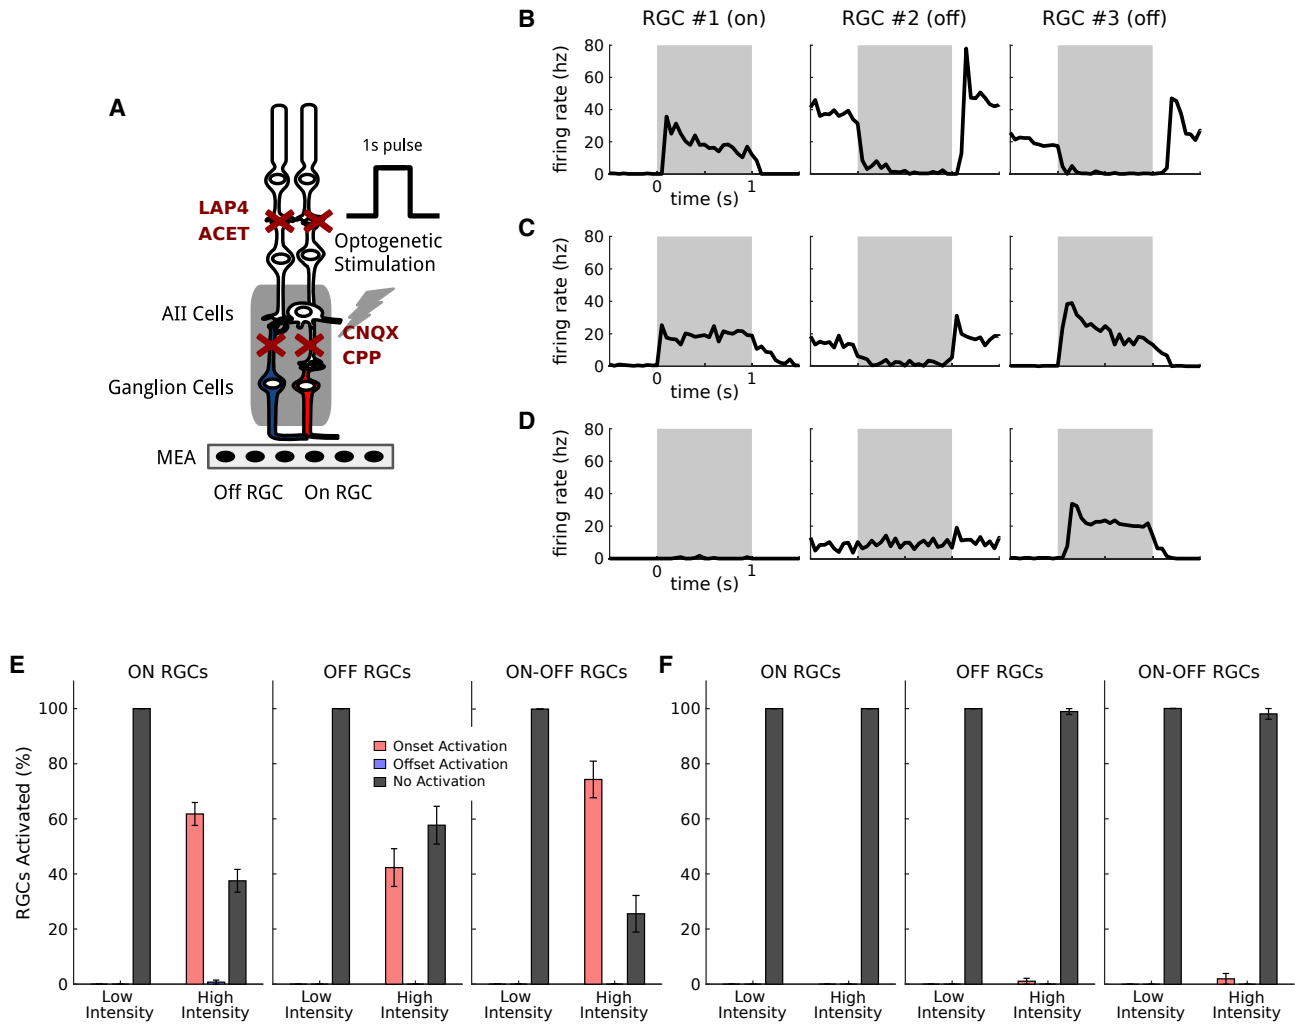 A
LAP4
ACET
1s pulse
Optogenetic
Stimulation
AII Cells
CNQX
CPP
Ganglion Cells
MEA
Off RGC
On RGC
B
RGC #1 (on)
RGC #2 (off)
RGC #3 (off)
firing rate (hz)
80
60
40
20
0
0
1
time (s)
C
firing rate (hz)
80
60
40
20
0
0
1
time (s)
D
firing rate (hz)
80
60
40
20
0
0
1
time (s)
E
ON RGCs
OFF RGCs
ON-OFF RGCs
RGCs Activated (%)
100
80
60
40
20
0
Onset Activation
Offset Activation
No Activation
Low
Intensity
High
Intensity
Low
Intensity
High
Intensity
Low
Intensity
High
Intensity
F
ON RGCs
OFF RGCs
ON-OFF RGCs
100
80
60
40
20
0
Low
Intensity
High
Intensity
Low
Intensity
High
Intensity
Low
Intensity
High
Intensity